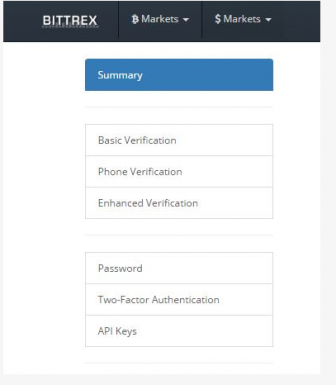 BITTREX ₿ Markets $ Markets
Summary
Basic Verification
Phone Verification
Enhanced Verification
Password
Two-Factor Authentication
API Keys